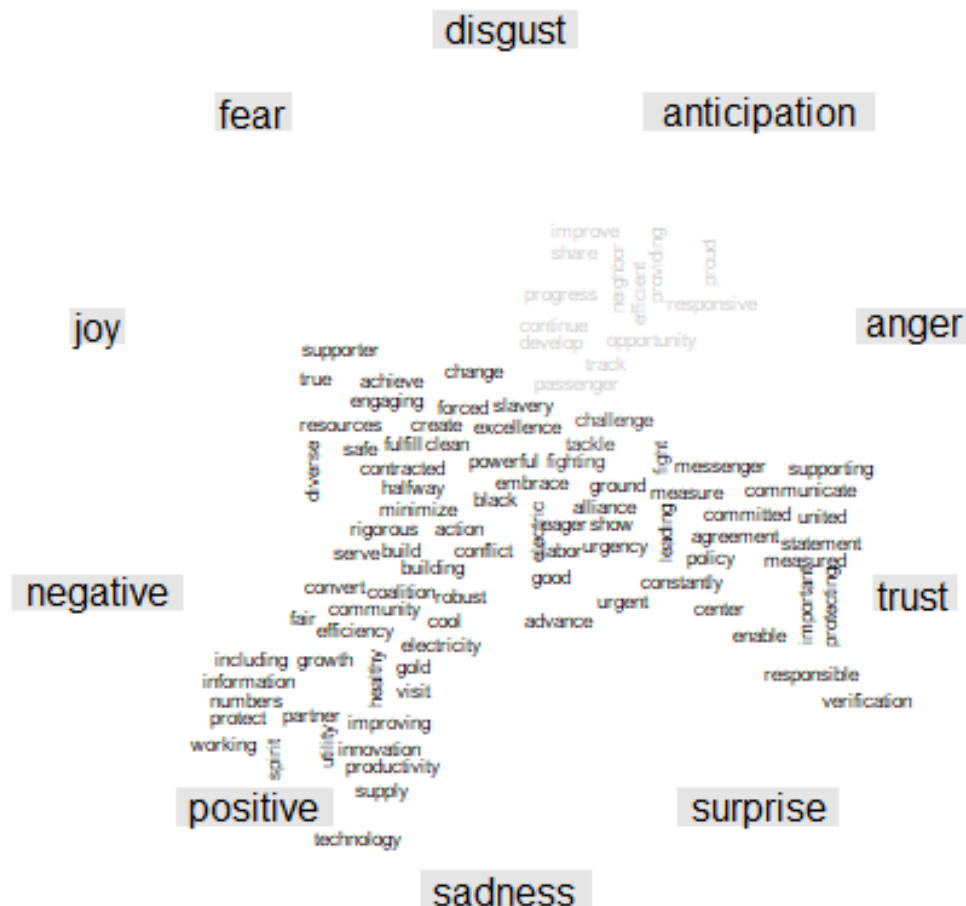 disgust
fear
anticipation
improve
share
neighbor
efficient
providing
proud
progress
responsive
joy
anger
continue
develop
opportunity
supporter
track
true
achieve
change
passenger
engaging
forced
slavery
resources
create
excellence
challenge
diverse
safe
fulfill
clean
tackle
fight
contracted
powerful
fighting
messenger
supporting
halfway
embrace
ground
measure
communicate
minimize
black
electric
alliance
leading
committed
united
rigorous
action
eager
show
agreement
statement
serve
build
conflict
labor
urgency
policy
measured
building
negative
convert
coalition
robust
good
constantly
important
protecting
trust
fair
community
cool
advance
urgent
center
efficiency
enable
electricity
including
growth
healthy
gold
responsible
information
visit
numbers
verification
protect
partner
improving
working
spirit
utility
innovation
productivity
positive
supply
surprise
technology
sadness